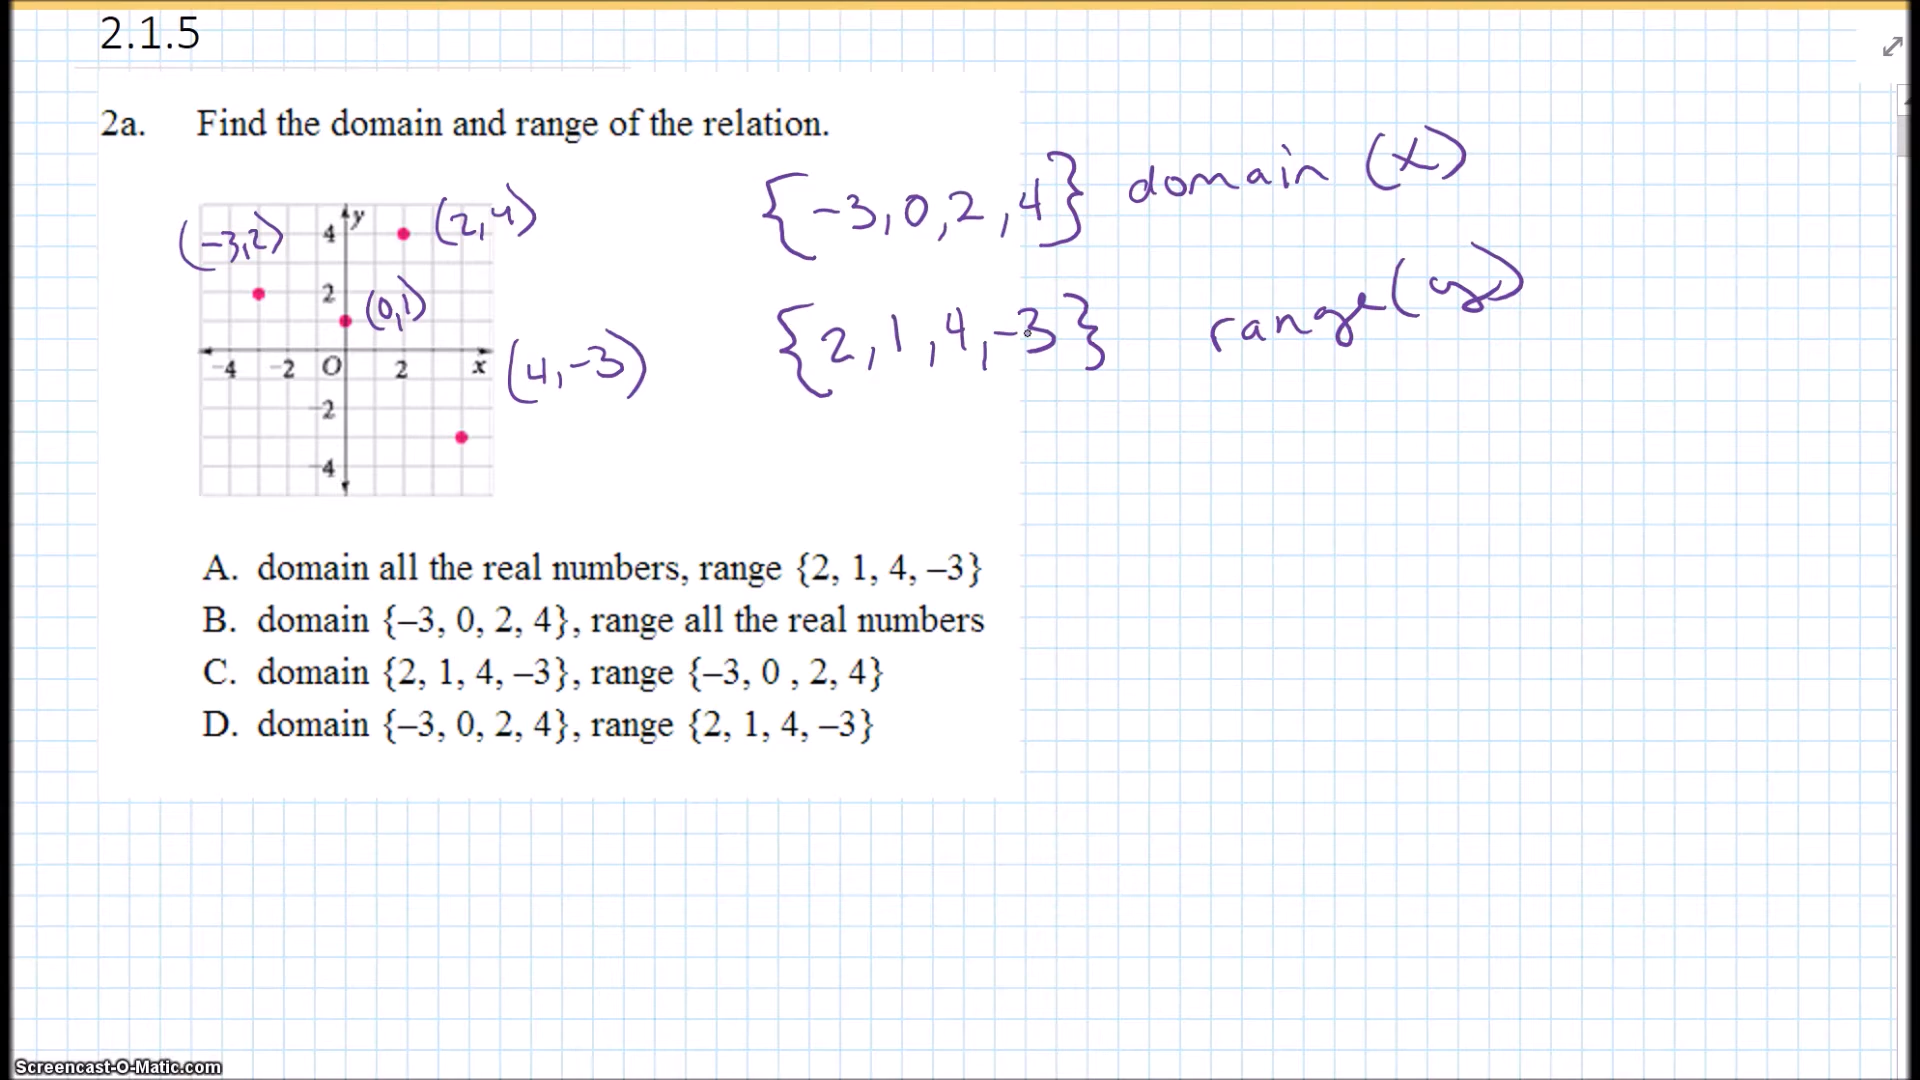 2.1.5
2a. Find the domain and range of the relation.
{-3, 0, 2, 4} domain (x)
(-3,2) 4 y (2,4)
2 (0,1)
{2, 1, 4, -3} range (y)
-4 -2 O 2 x (4, -3)
-2
-4
A. domain all the real numbers, range {2, 1, 4, –3}
B. domain {–3, 0, 2, 4}, range all the real numbers
C. domain {2, 1, 4, –3}, range {–3, 0 , 2, 4}
D. domain {–3, 0, 2, 4}, range {2, 1, 4, –3}
Screencast-O-Matic.com